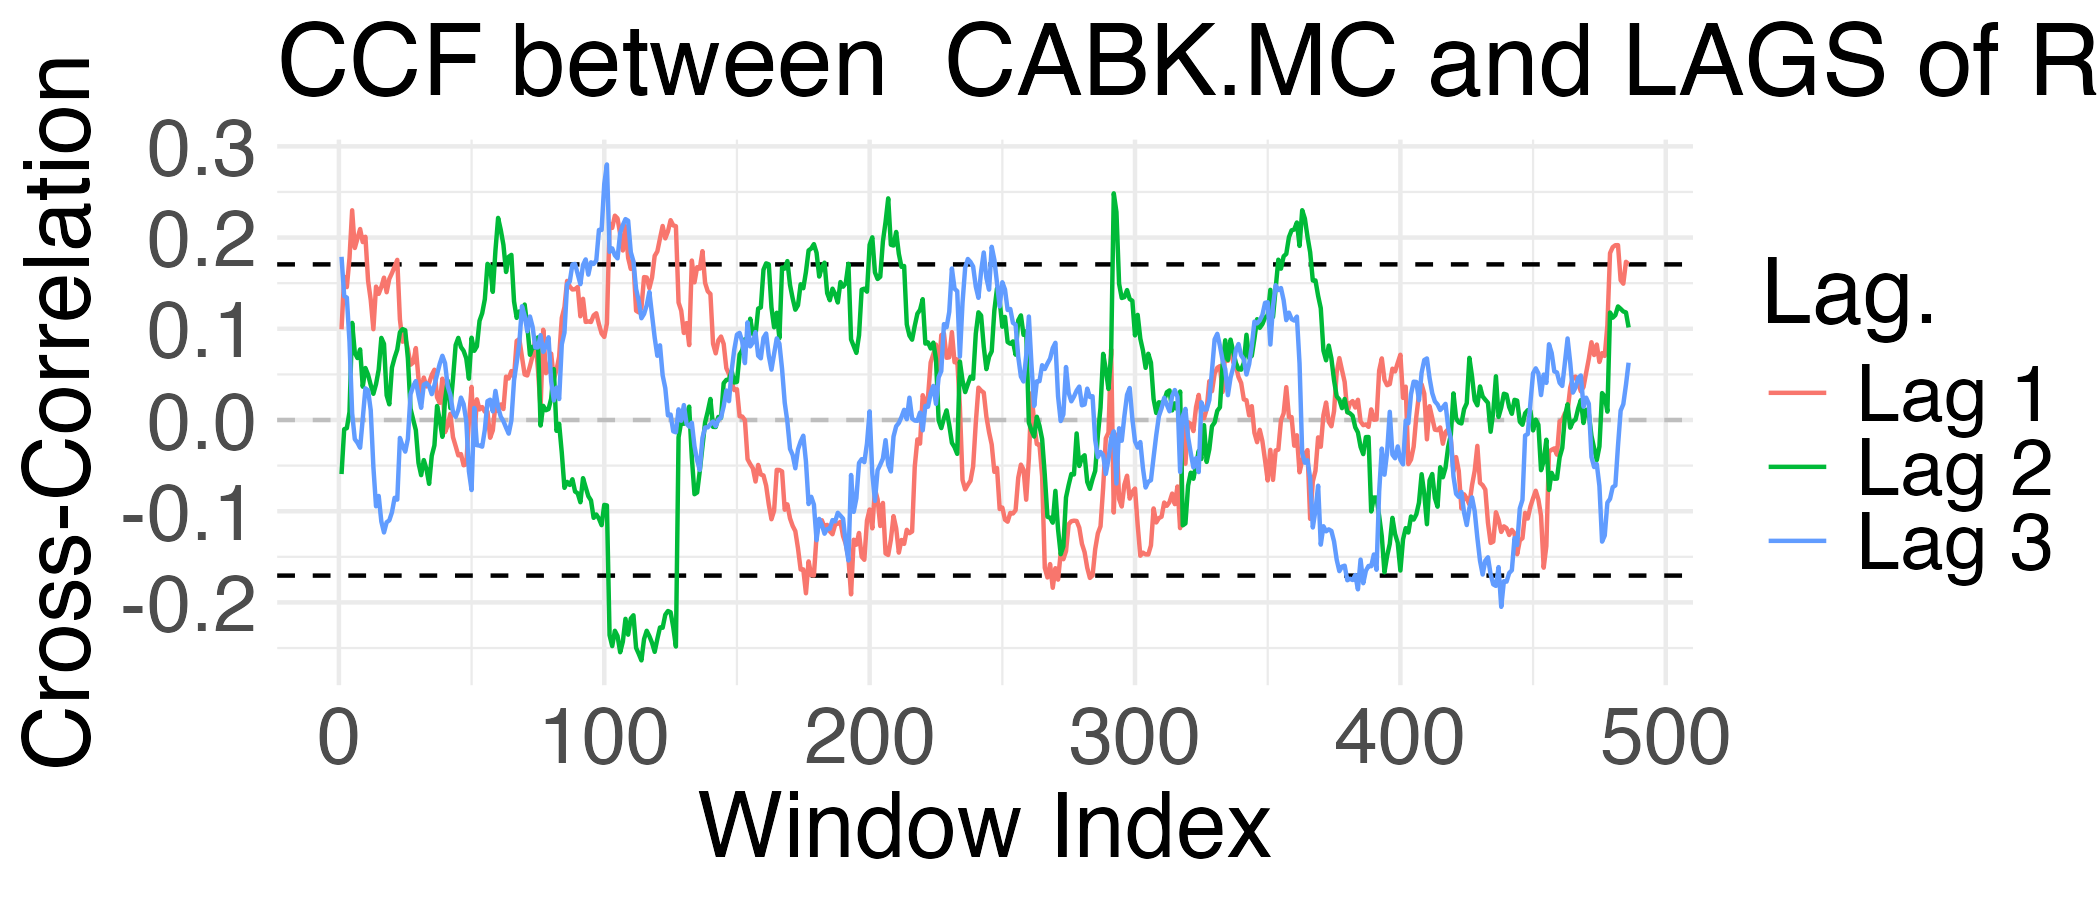 CCF between CABK.MC and LAGS of R
Cross-Correlation
0.3
0.2
0.1
0.0
-0.1
-0.2
0 100 200 300 400 500
Window Index
Lag.
Lag 1
Lag 2
Lag 3